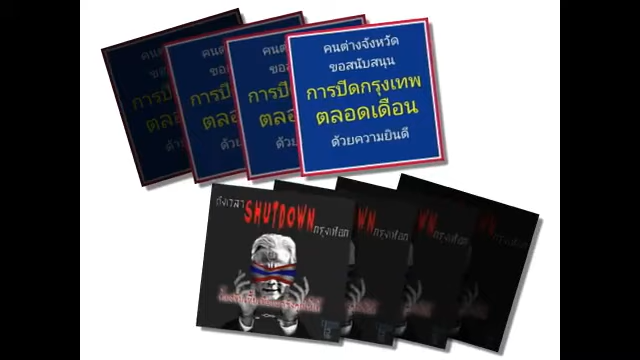 คนต่างจังหวัด
ขอสนับสนุน
การปิดกรุงเทพ
ตลอดเดือน
ด้วยความยินดี
ถึงเวลา SHUTDOWN กรุงเทพ